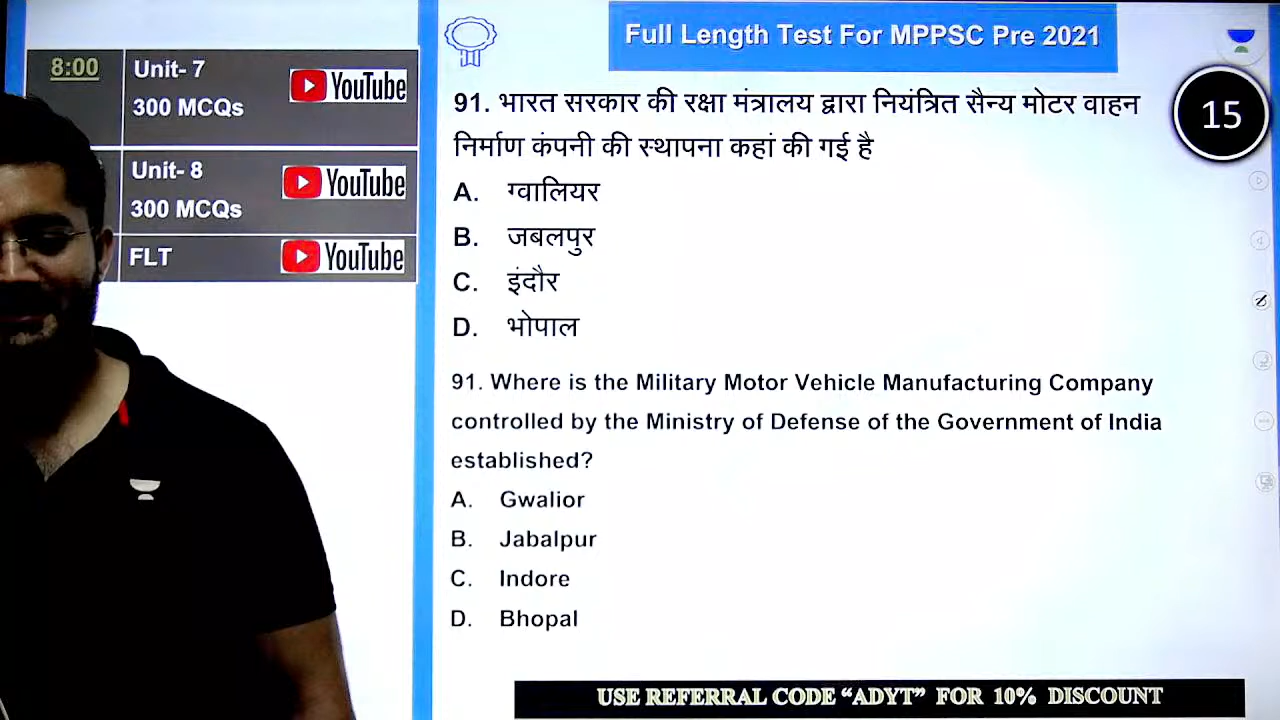 Full Length Test For MPPSC Pre 2021
8:00
Unit- 7
300 MCQs
YouTube
Unit- 8
300 MCQs
YouTube
FLT
YouTube
15
91. भारत सरकार की रक्षा मंत्रालय द्वारा नियंत्रित सैन्य मोटर वाहन
निर्माण कंपनी की स्थापना कहां की गई है
A. ग्वालियर
B. जबलपुर
C. इंदौर
D. भोपाल
91. Where is the Military Motor Vehicle Manufacturing Company
controlled by the Ministry of Defense of the Government of India
established?
A. Gwalior
B. Jabalpur
C. Indore
D. Bhopal
USE REFERRAL CODE “ADYT” FOR 10% DISCOUNT